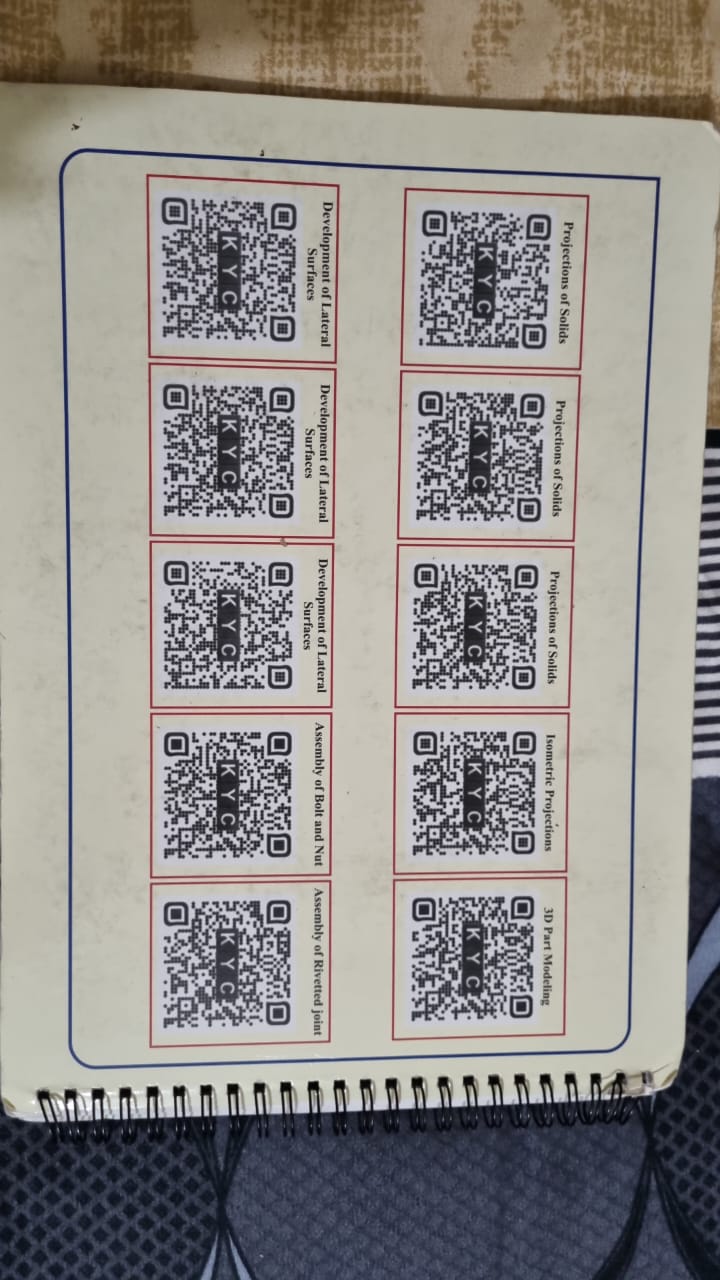 Projections of Solids
KYC
Projections of Solids
KYC
Projections of Solids
KYC
Isometric Projections
KYC
3D Part Modeling
KYC
Development of Lateral
Surfaces
KYC
Development of Lateral
Surfaces
KYC
Development of Lateral
Surfaces
KYC
Assembly of Bolt and Nut
KYC
Assembly of Rivetted joint
KYC